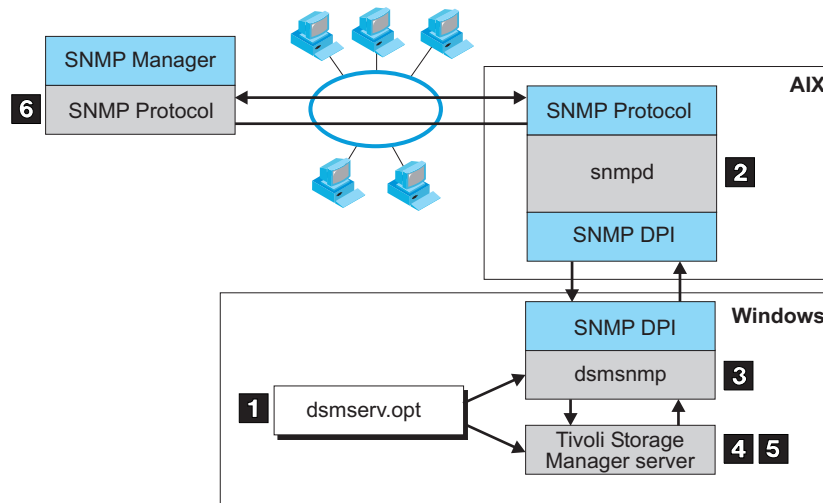 SNMP Manager
6
SNMP Protocol
AIX
SNMP Protocol
snmpd
2
SNMP DPI
Windows
SNMP DPI
dsmsnmp
3
1
dsmserv.opt
Tivoli Storage
Manager server
4 5